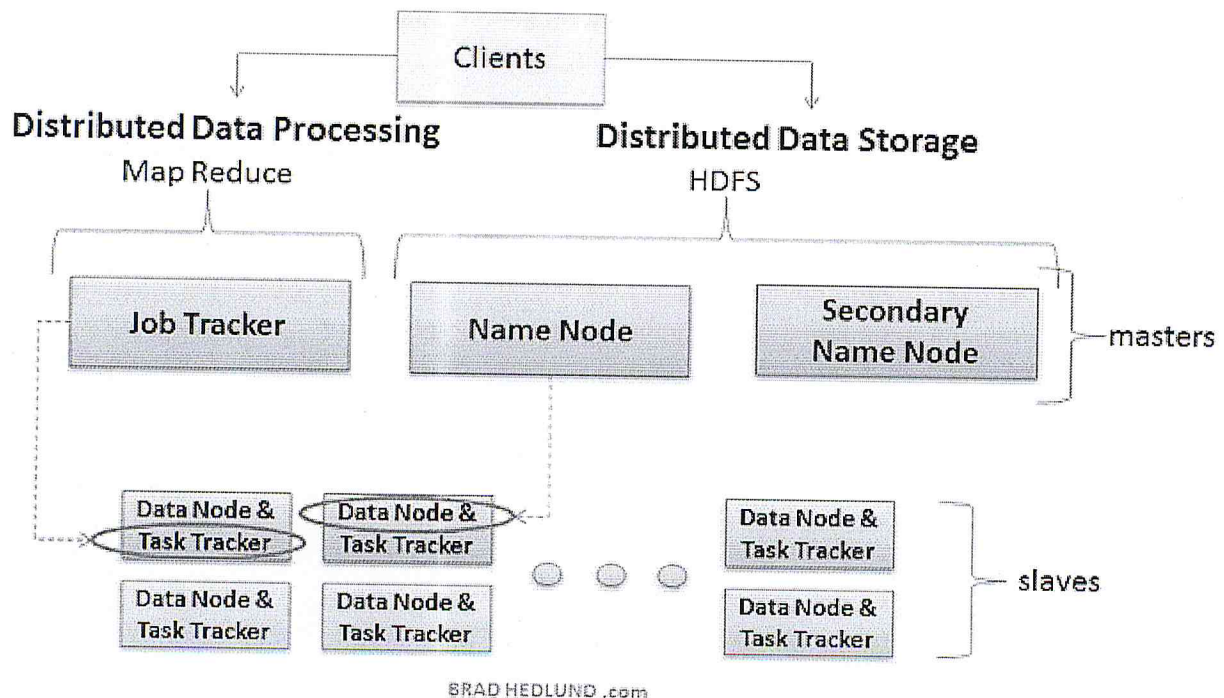 Clients
Distributed Data Processing
Map Reduce
Distributed Data Storage
HDFS
Job Tracker
Name Node
Secondary
Name Node
masters
Data Node &
Task Tracker
Data Node &
Task Tracker
Data Node &
Task Tracker
Data Node &
Task Tracker
Data Node &
Task Tracker
Data Node &
Task Tracker
slaves
BRAD HEDLUND .com